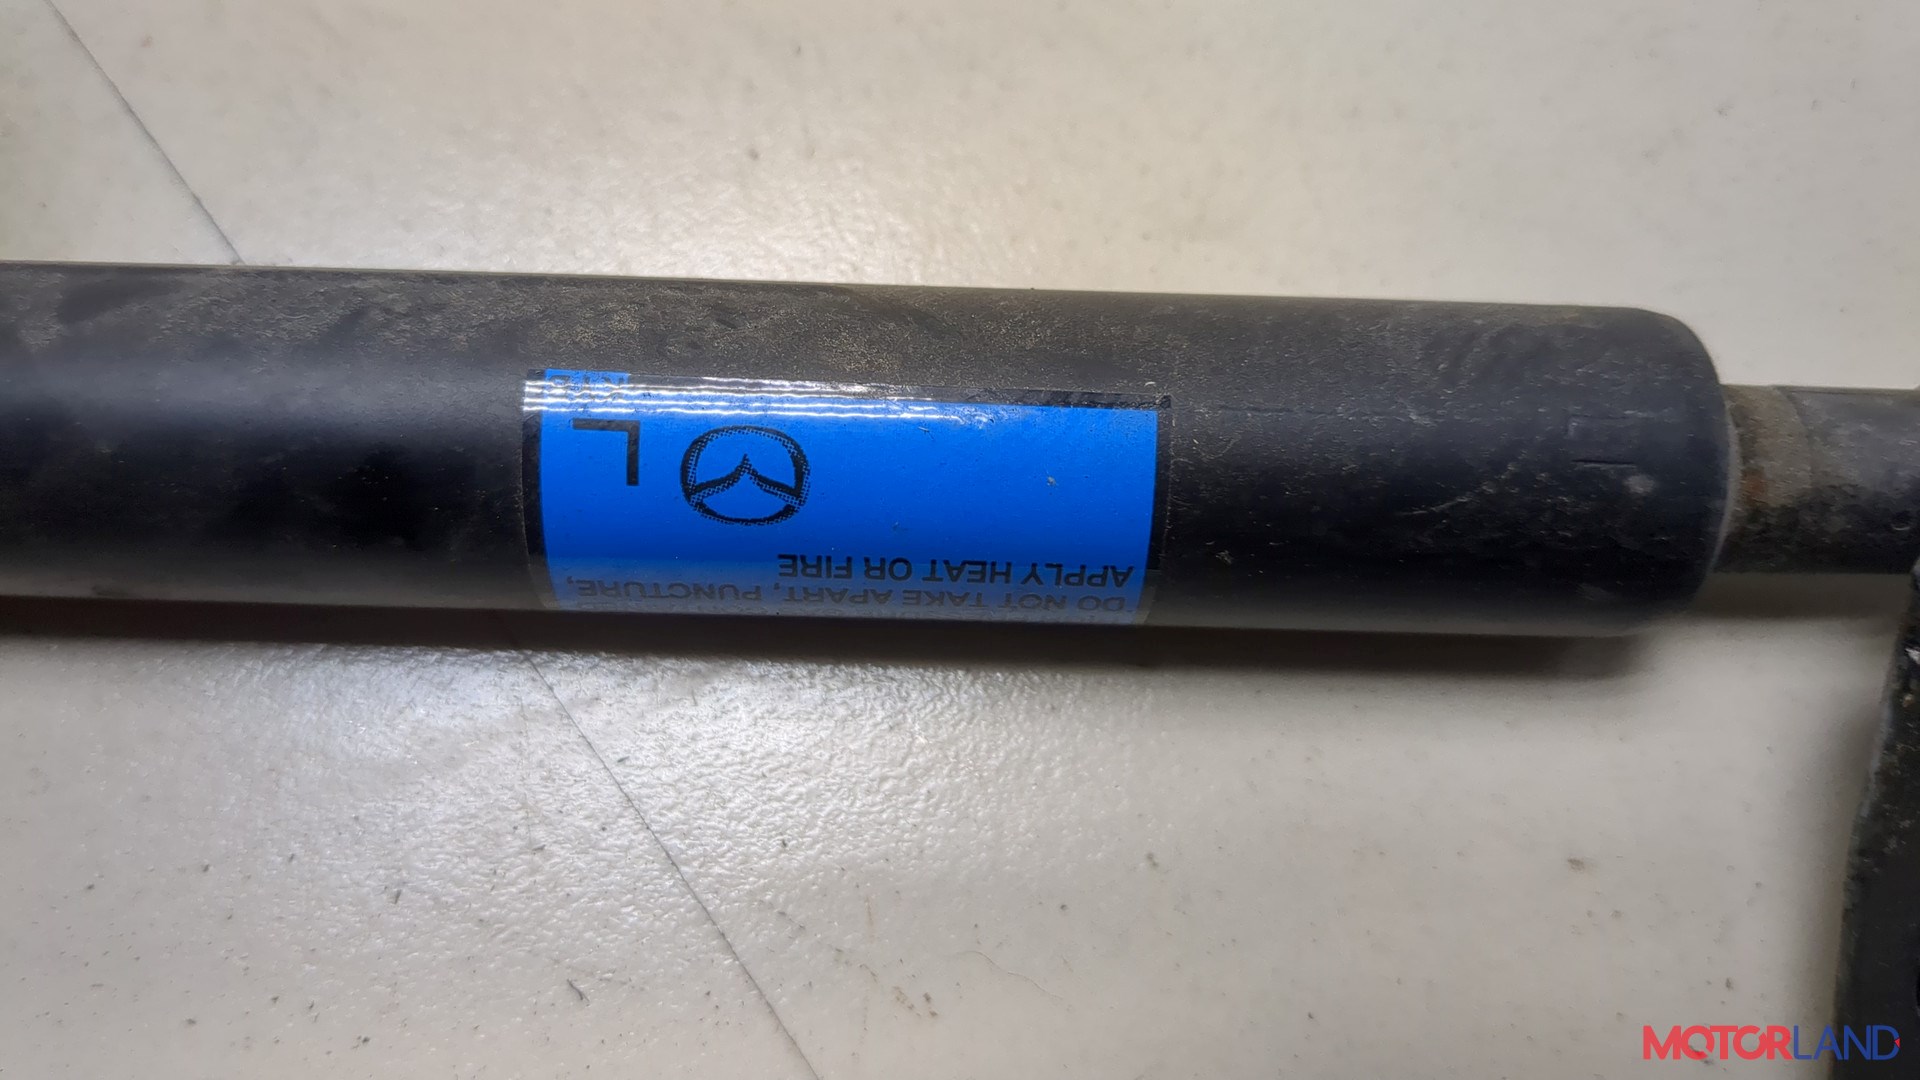 DO NOT TAKE APART, PUNCTURE,
APPLY HEAT OR FIRE
L
MOTORLAND